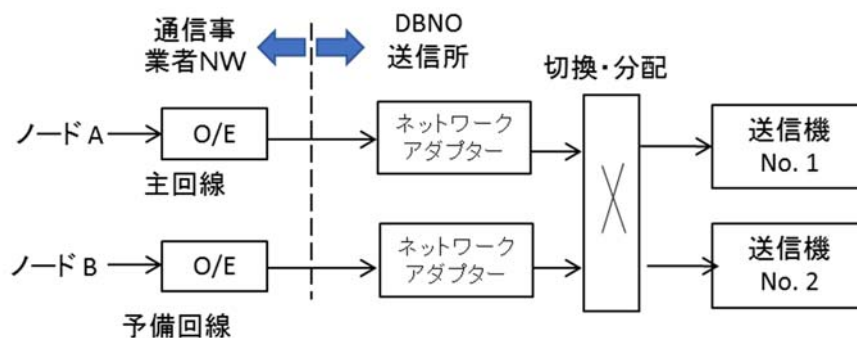 通信事
業者NW
DBNO
送信所
切換・分配
ノード A
O/E
ネットワーク
アダプター
送信機
No. 1
主回線
ノード B
O/E
ネットワーク
アダプター
送信機
No. 2
予備回線